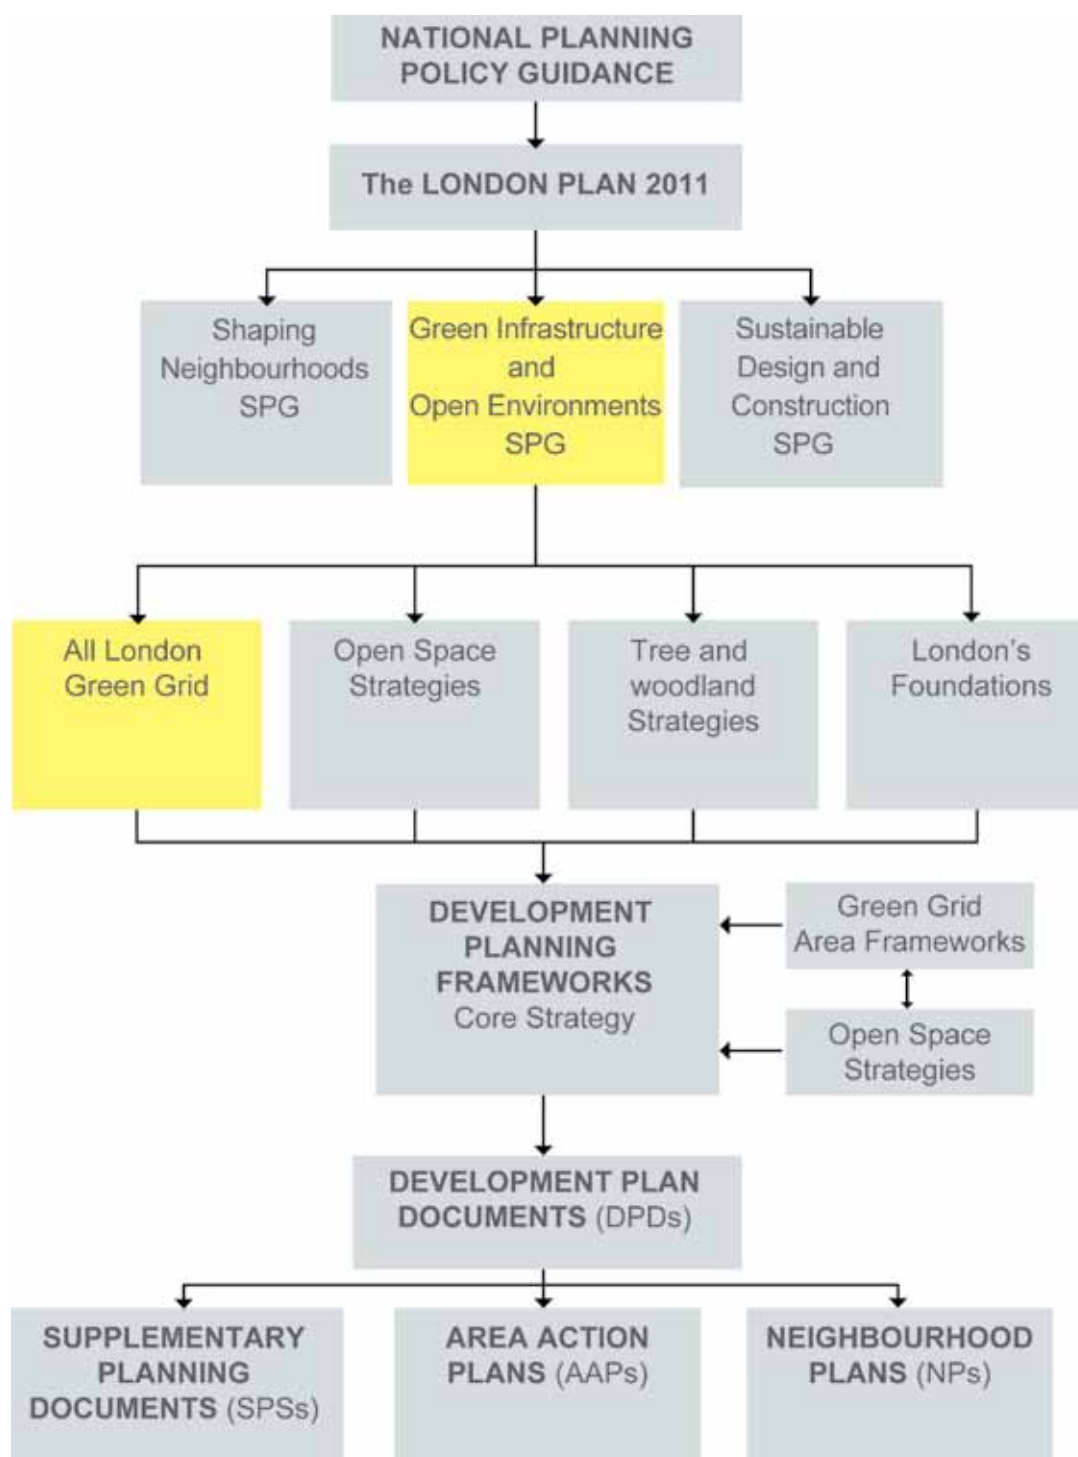 NATIONAL PLANNING
POLICY GUIDANCE
The LONDON PLAN 2011
Shaping
Neighbourhoods
SPG
Green Infrastructure
and
Open Environments
SPG
Sustainable
Design and
Construction
SPG
All London
Green Grid
Open Space
Strategies
Tree and
woodland
Strategies
London's
Foundations
DEVELOPMENT
PLANNING
FRAMEWORKS
Core Strategy
Green Grid
Area Frameworks
Open Space
Strategies
DEVELOPMENT PLAN
DOCUMENTS (DPDs)
SUPPLEMENTARY
PLANNING
DOCUMENTS (SPSs)
AREA ACTION
PLANS (AAPs)
NEIGHBOURHOOD
PLANS (NPs)